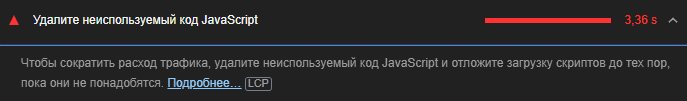 Удалите неиспользуемый код JavaScript 3,36 s
Чтобы сократить расход трафика, удалите неиспользуемый код JavaScript и отложите загрузку скриптов до тех пор,
пока они не понадобятся. Подробнее… LCP